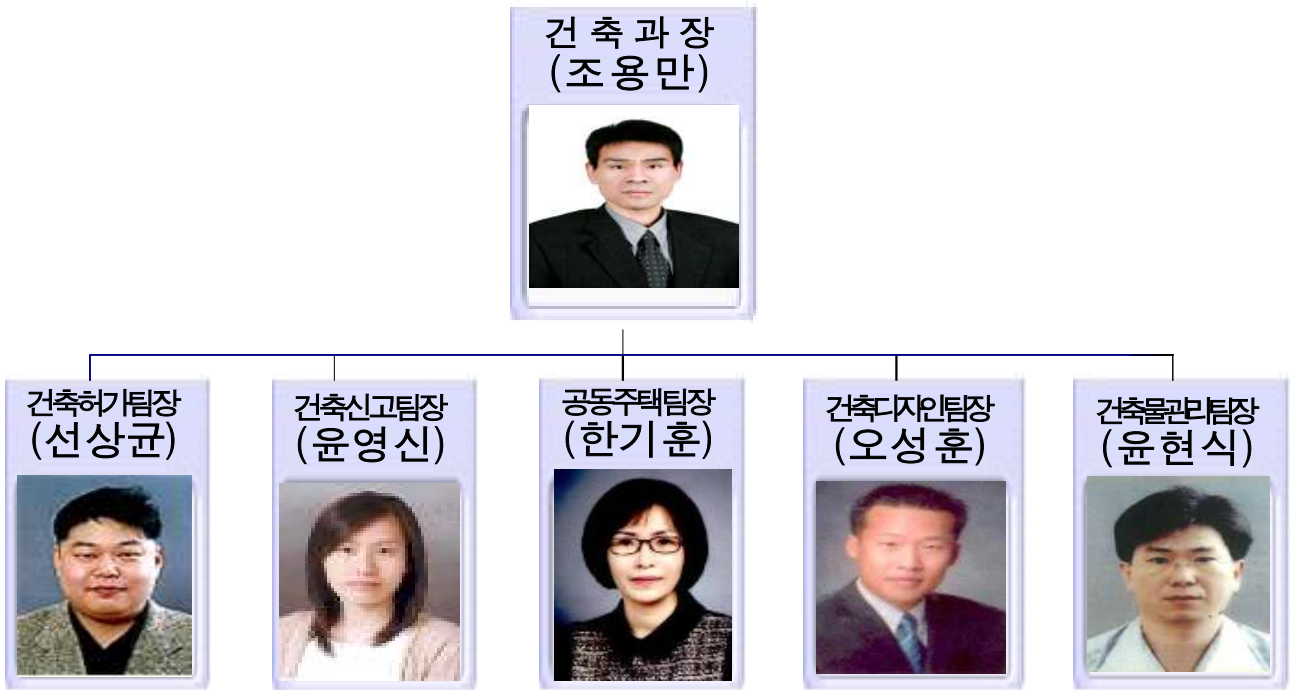 건 축 과 장
(조용만)
건축허가팀장
(선상균)
건축신고팀장
(윤영신)
공동주택팀장
(한기훈)
건축디자인팀장
(오성훈)
건축물관리팀장
(윤현식)